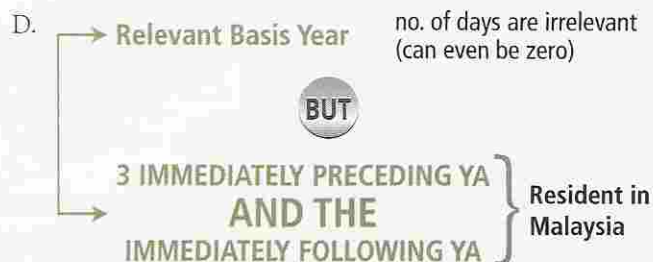 D.
Relevant Basis Year
no. of days are irrelevant
(can even be zero)
BUT
3 IMMEDIATELY PRECEDING YA
AND THE
IMMEDIATELY FOLLOWING YA
Resident in
Malaysia